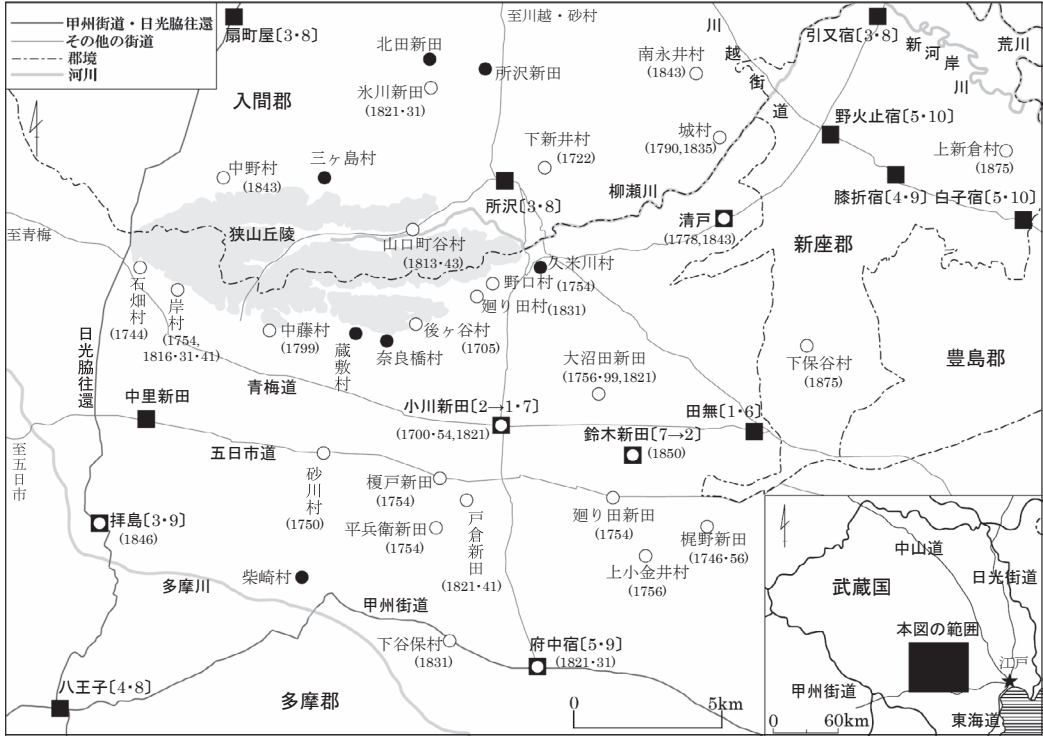 甲州街道・日光脇往還
その他の街道
郡境
河川
扇町屋〔3・8〕
北田新田
至川越・砂村
川越街道
引又宿〔3・8〕
新河岸川
荒川
所沢新田
南永井村
(1843)
入間郡
氷川新田
(1821・31)
野火止宿〔5・10〕
下新井村
(1722)
城村
(1790,1835)
上新倉村
(1875)
中野村
(1843)
三ヶ島村
所沢〔3・8〕
柳瀬川
膝折宿〔4・9〕
白子宿〔5・10〕
清戸
(1778,1843)
至青梅
狭山丘陵
山口町谷村
(1813・43)
新座郡
久米川村
(1754)
野口村
廻り田村
(1831)
石畑村
(1744)
岸村
(1754,
1816・31・41)
中藤村
(1799)
蔵敷村
奈良橋村
後ヶ谷村
(1705)
日光脇往還
大沼田新田
(1756・99,1821)
下保谷村
(1875)
豊島郡
青梅道
中里新田
小川新田〔2→1・7〕
(1700・54,1821)
田無〔1・6〕
鈴木新田〔7→2〕
(1850)
五日市道
至五日市
砂川村
(1750)
榎戸新田
(1754)
戸倉新田
(1821・41)
平兵衛新田
(1754)
廻り田新田
(1754)
梶野新田
(1746・56)
上小金井村
(1756)
拝島〔3・9〕
(1846)
柴崎村
多摩川
甲州街道
下谷保村
(1831)
府中宿〔5・9〕
(1821・31)
八王子〔4・8〕
多摩郡
0
5km
中山道
日光街道
武蔵国
本図の範囲
江戸
甲州街道
東海道
0
60km